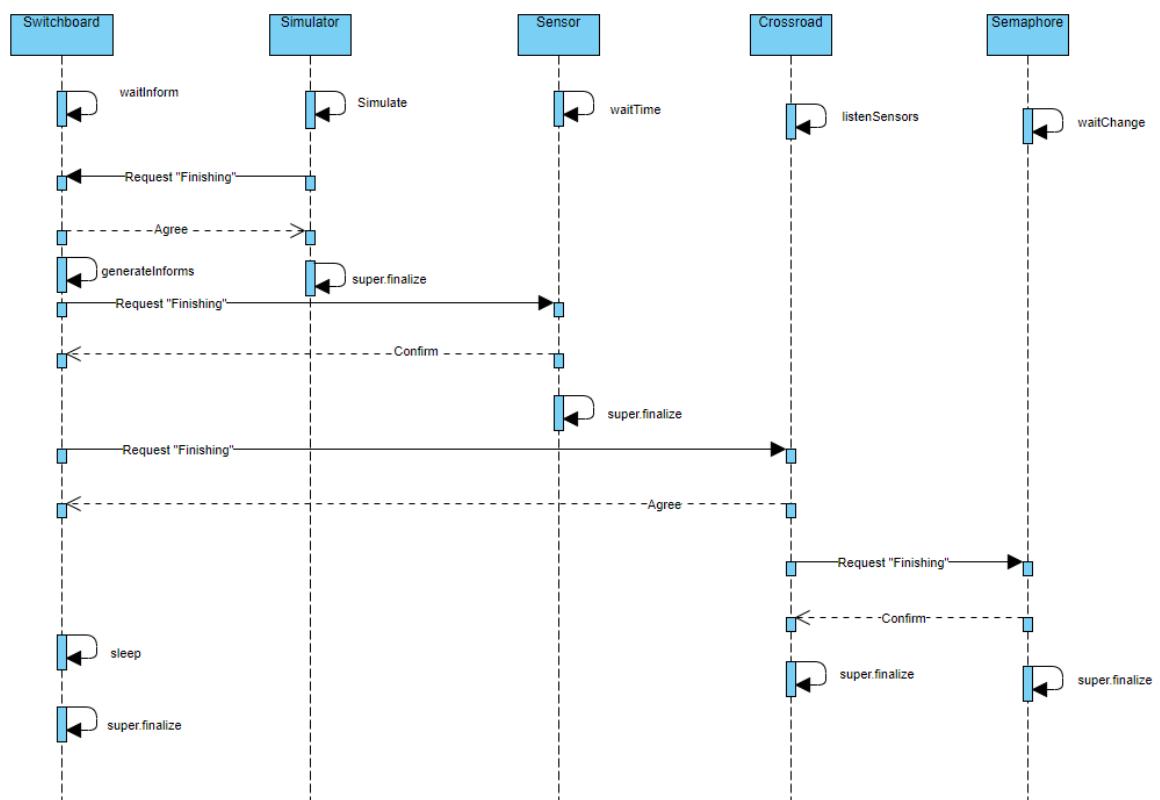 Switchboard
Simulator
Sensor
Crossroad
Semaphore
waitInform
Simulate
waitTime
listenSensors
waitChange
Request "Finishing"
Agree
generateInforms
super.finalize
Request "Finishing"
Confirm
super.finalize
Request "Finishing"
Agree
Request "Finishing"
Confirm
sleep
super.finalize
super.finalize
super.finalize